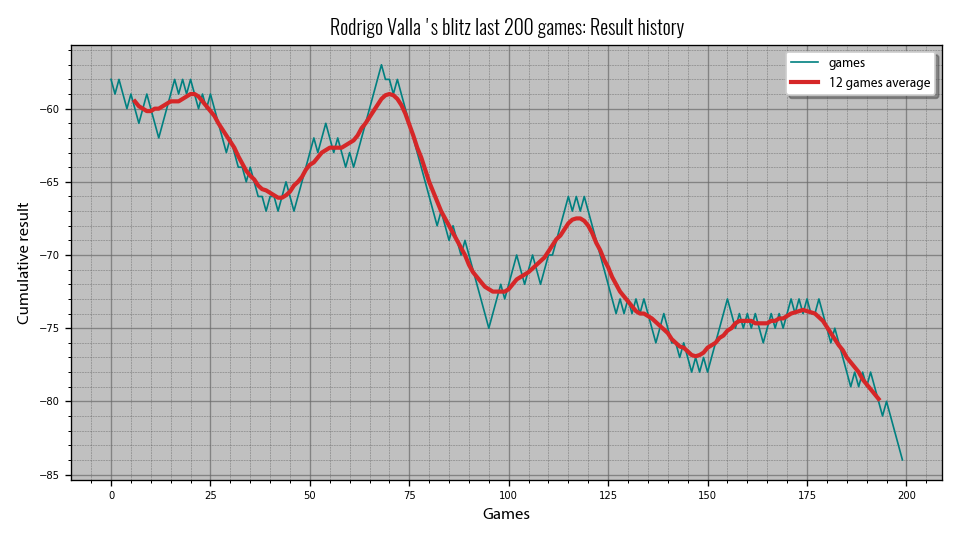 Rodrigo Valla 's blitz last 200 games: Result history
games
12 games average
Cumulative result
−60
−65
−70
−75
−80
−85
0 25 50 75 100 125 150 175 200
Games